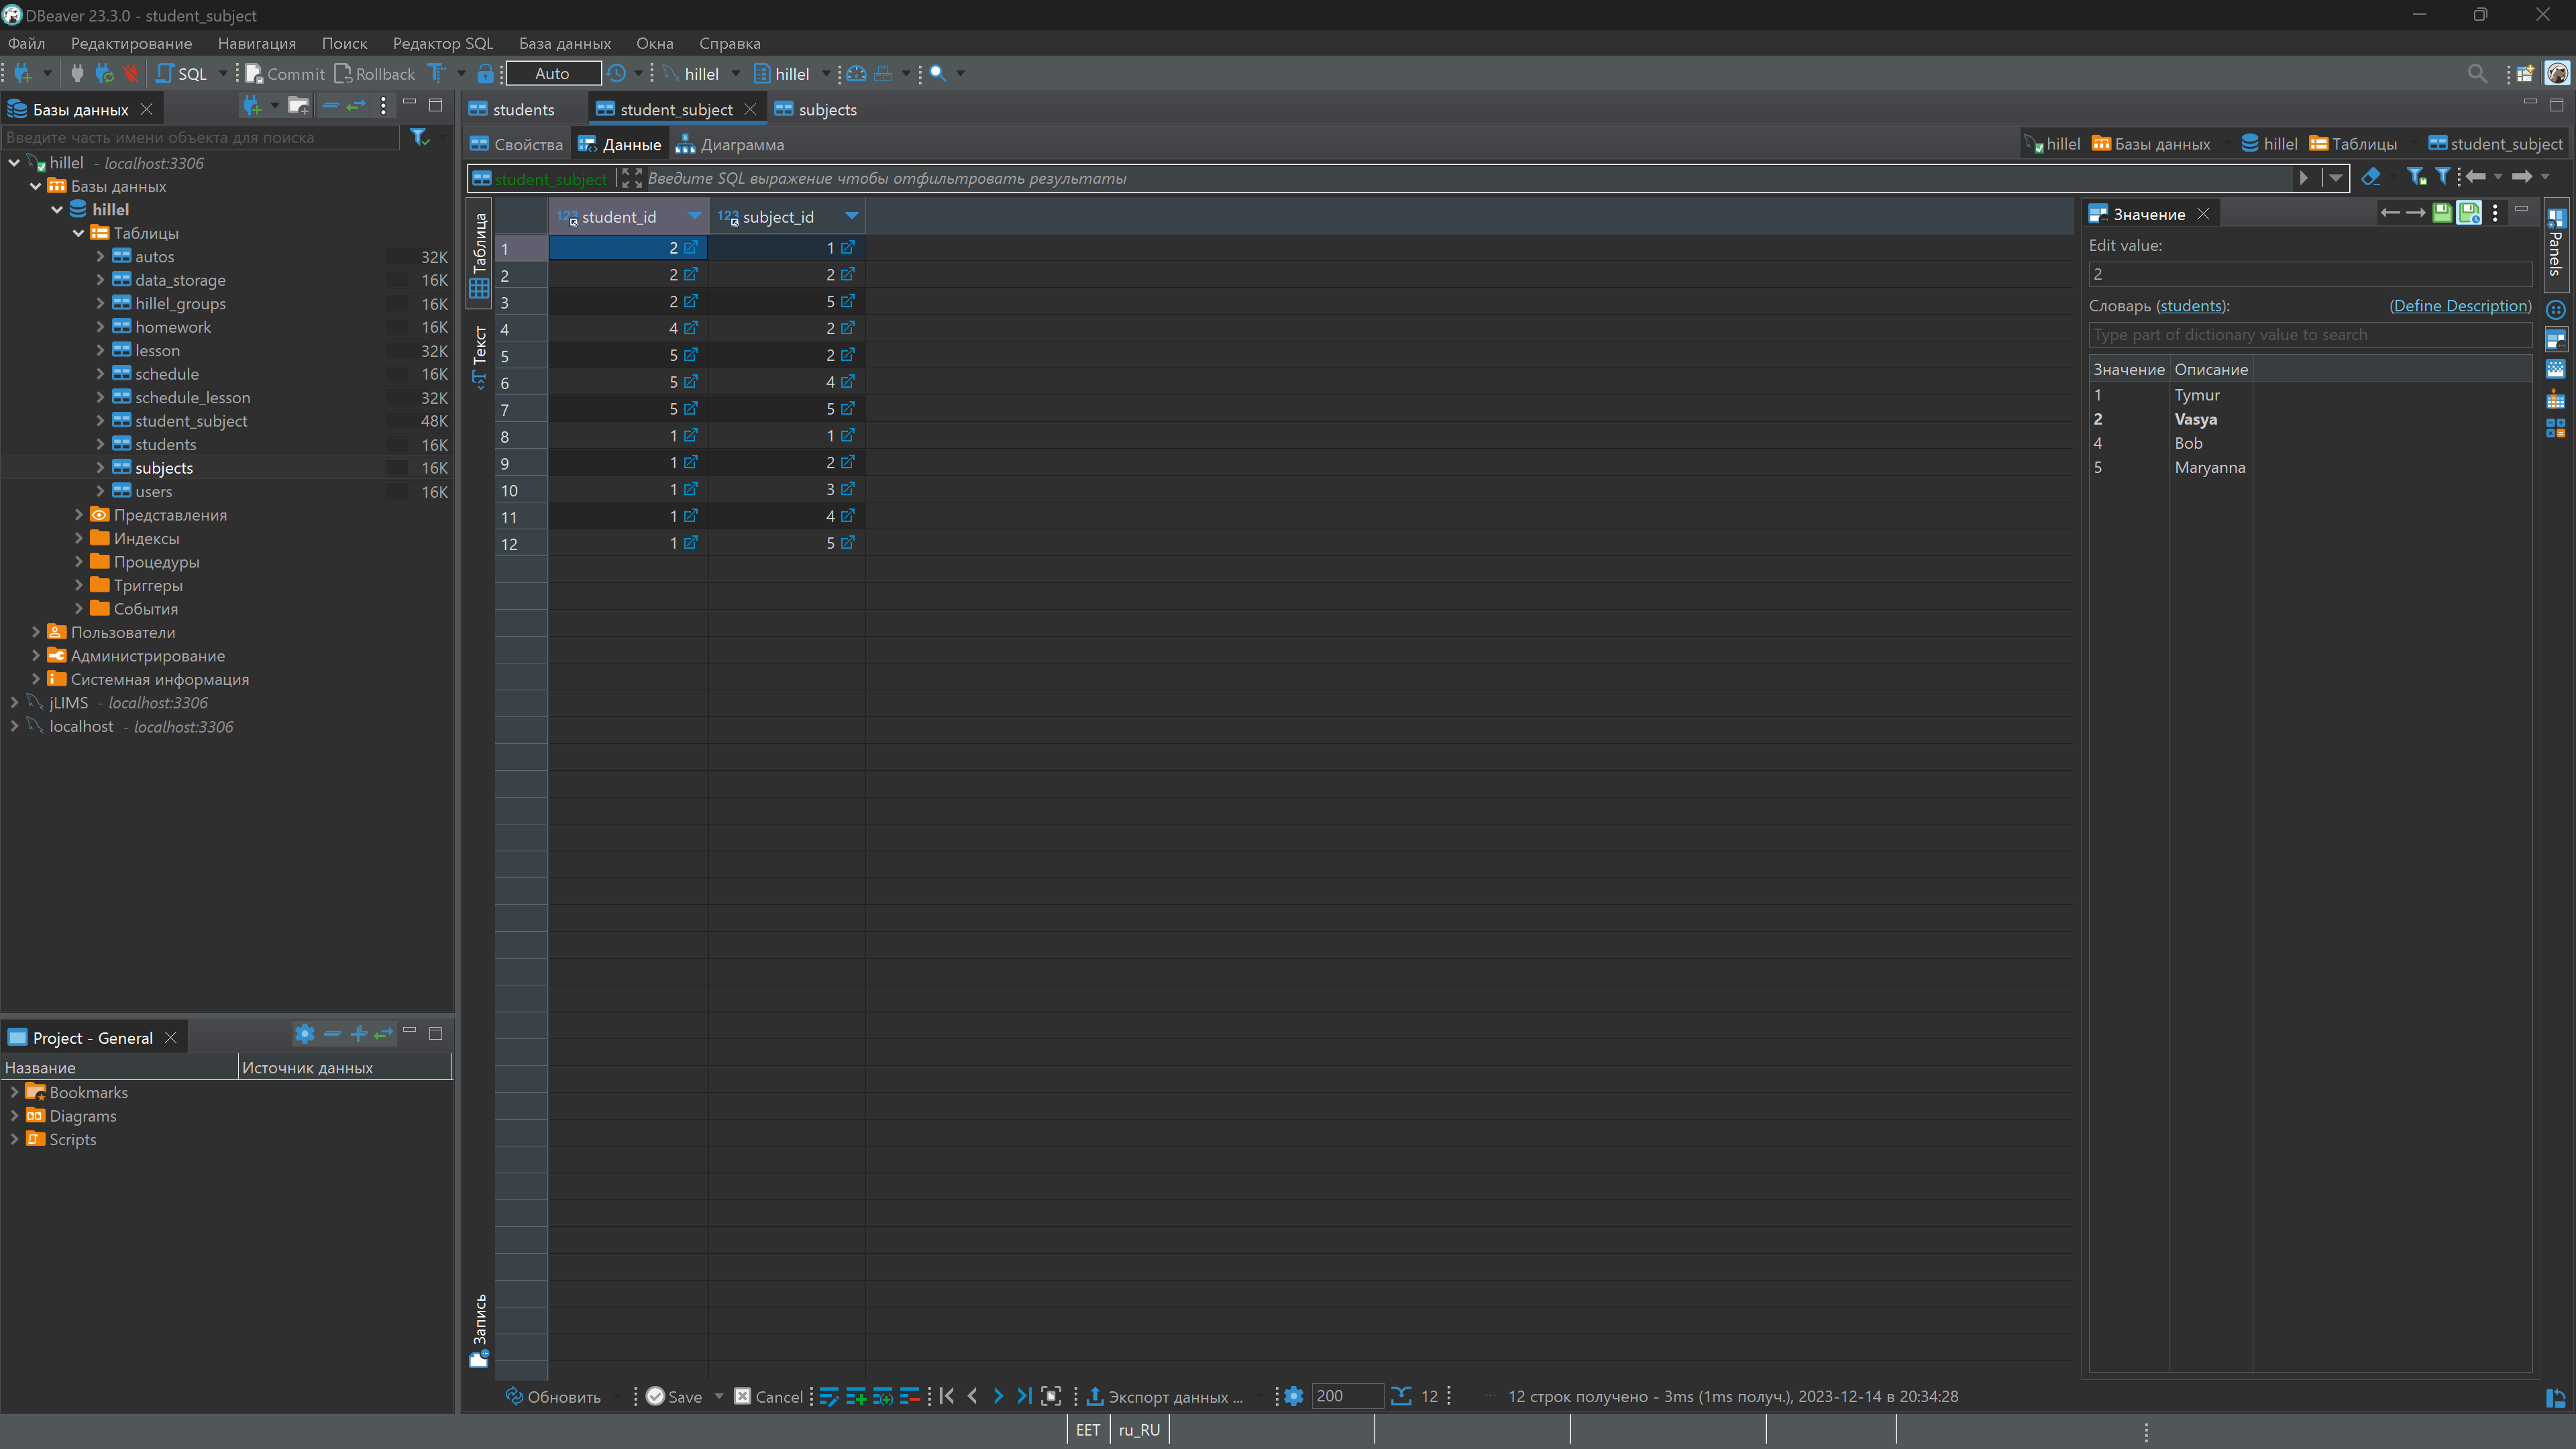 DBeaver 23.3.0 - student_subject
Файл Редактирование Навигация Поиск Редактор SQL База данных Окна Справка
SQL Commit Rollback Auto hillel hillel
Базы данных
Введите часть имени объекта для поиска
hillel - localhost:3306
Базы данных
hillel
Таблицы
autos 32K
data_storage 16K
hillel_groups 16K
homework 16K
lesson 32K
schedule 16K
schedule_lesson 32K
student_subject 48K
students 16K
subjects 16K
users 16K
Представления
Индексы
Процедуры
Триггеры
События
Пользователи
Администрирование
Системная информация
jLIMS - localhost:3306
localhost - localhost:3306
Project - General
Название Источник данных
Bookmarks
Diagrams
Scripts
students student_subject subjects
Свойства Данные Диаграмма
hillel Базы данных hillel Таблицы student_subject
student_subject Введите SQL выражение чтобы отфильтровать результаты
Таблица
Текст
Запись
123 student_id 123 subject_id
1 2 1
2 2 2
3 2 5
4 4 2
5 5 2
6 5 4
7 5 5
8 1 1
9 1 2
10 1 3
11 1 4
12 1 5
Значение
Edit value:
2
Словарь (students): (Define Description)
Type part of dictionary value to search
Значение Описание
1 Tymur
2 Vasya
4 Bob
5 Maryanna
Panels
Обновить Save Cancel Экспорт данных ... 200 12 12 строк получено - 3ms (1ms получ.), 2023-12-14 в 20:34:28
EET ru_RU